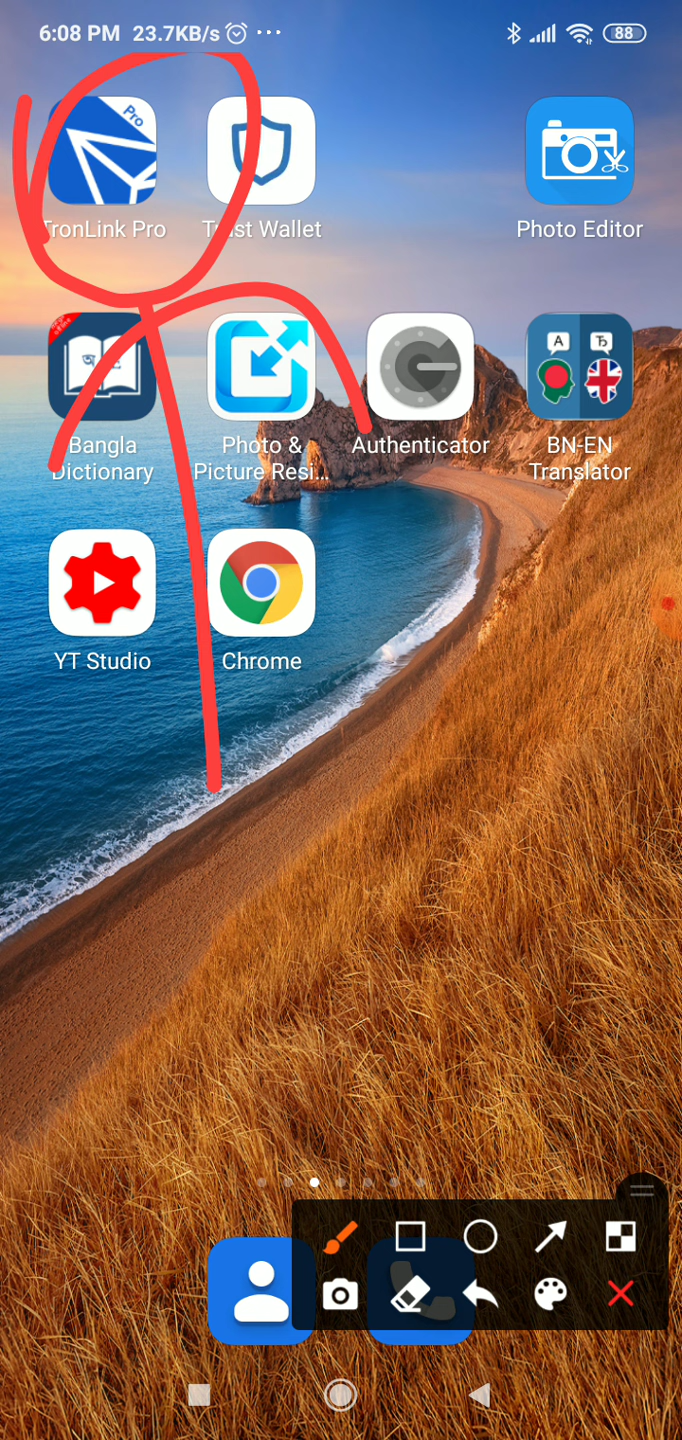 6:08 PM 23.7KB/s ... 88
Pro
TronLink Pro Trust Wallet Photo Editor
অ
A
Bangla Dictionary
Photo & Picture Resi...
Authenticator
BN-EN Translator
YT Studio Chrome